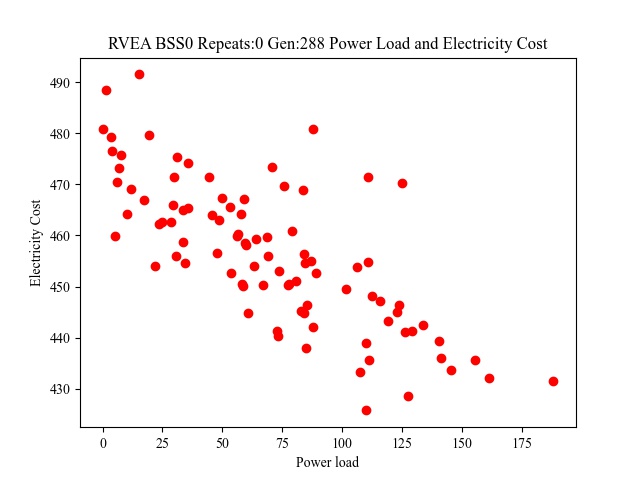 RVEA BSS0 Repeats:0 Gen:288 Power Load and Electricity Cost
490
480
470
460
450
440
430
Electricity Cost
0 25 50 75 100 125 150 175
Power load